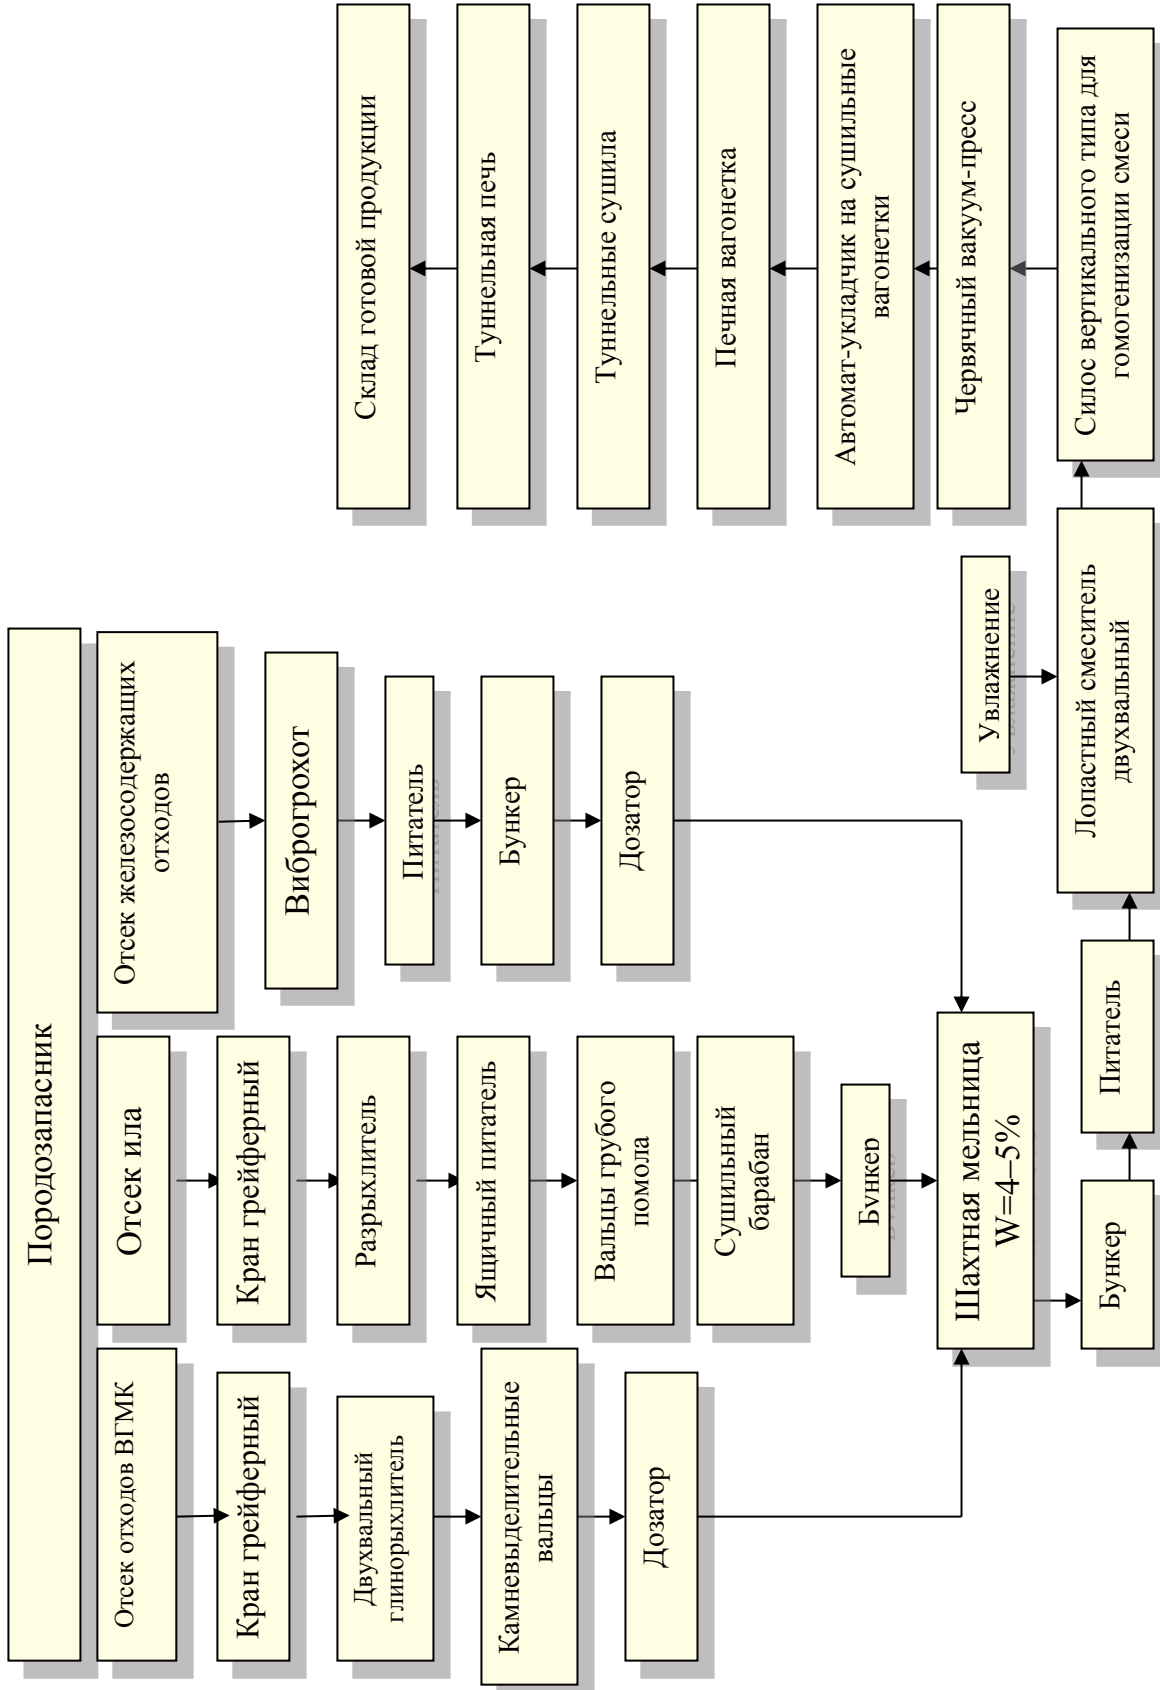 Породозапасник
Отсек отходов ВГМК
Кран грейферный
Двухвальный
глинорыхлитель
Камневыделительные
вальцы
Дозатор
Отсек ила
Кран грейферный
Разрыхлитель
Ящичный питатель
Вальцы грубого
помола
Сушильный
барабан
Бункер
Отсек железосодержащих
отходов
Виброгрохот
Питатель
Бункер
Дозатор
Шахтная мельница
W=4–5%
Бункер
Питатель
Увлажнение
Лопастный смеситель
двухвальный
Силос вертикального типа для
гомогенизации смеси
Червячный вакуум-пресс
Автомат-укладчик на сушильные
вагонетки
Печная вагонетка
Туннельные сушила
Туннельная печь
Склад готовой продукции